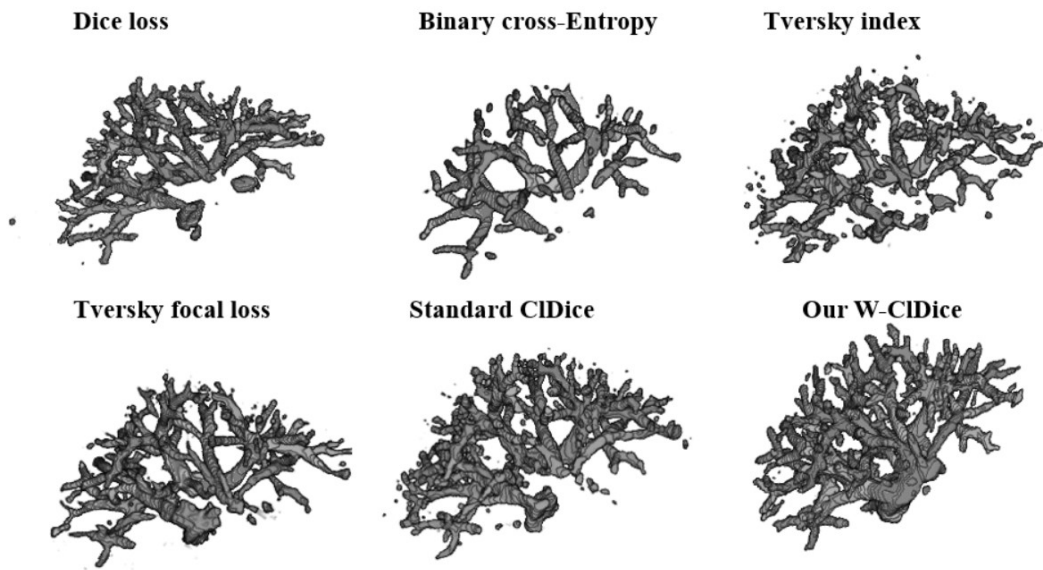 Dice loss
Binary cross-Entropy
Tversky index
Tversky focal loss
Standard ClDice
Our W-ClDice